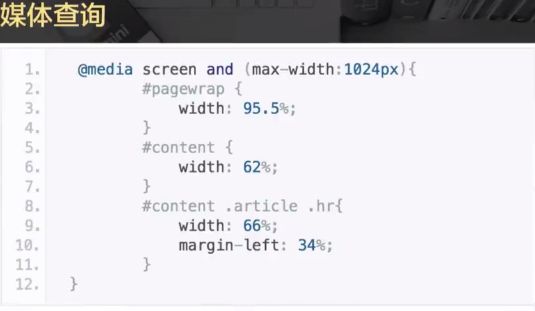 媒体查询
1. @media screen and (max-width:1024px){
2. #pagewrap {
3. width: 95.5%;
4. }
5. #content {
6. width: 62%;
7. }
8. #content .article .hr{
9. width: 66%;
10. margin-left: 34%;
11. }
12. }